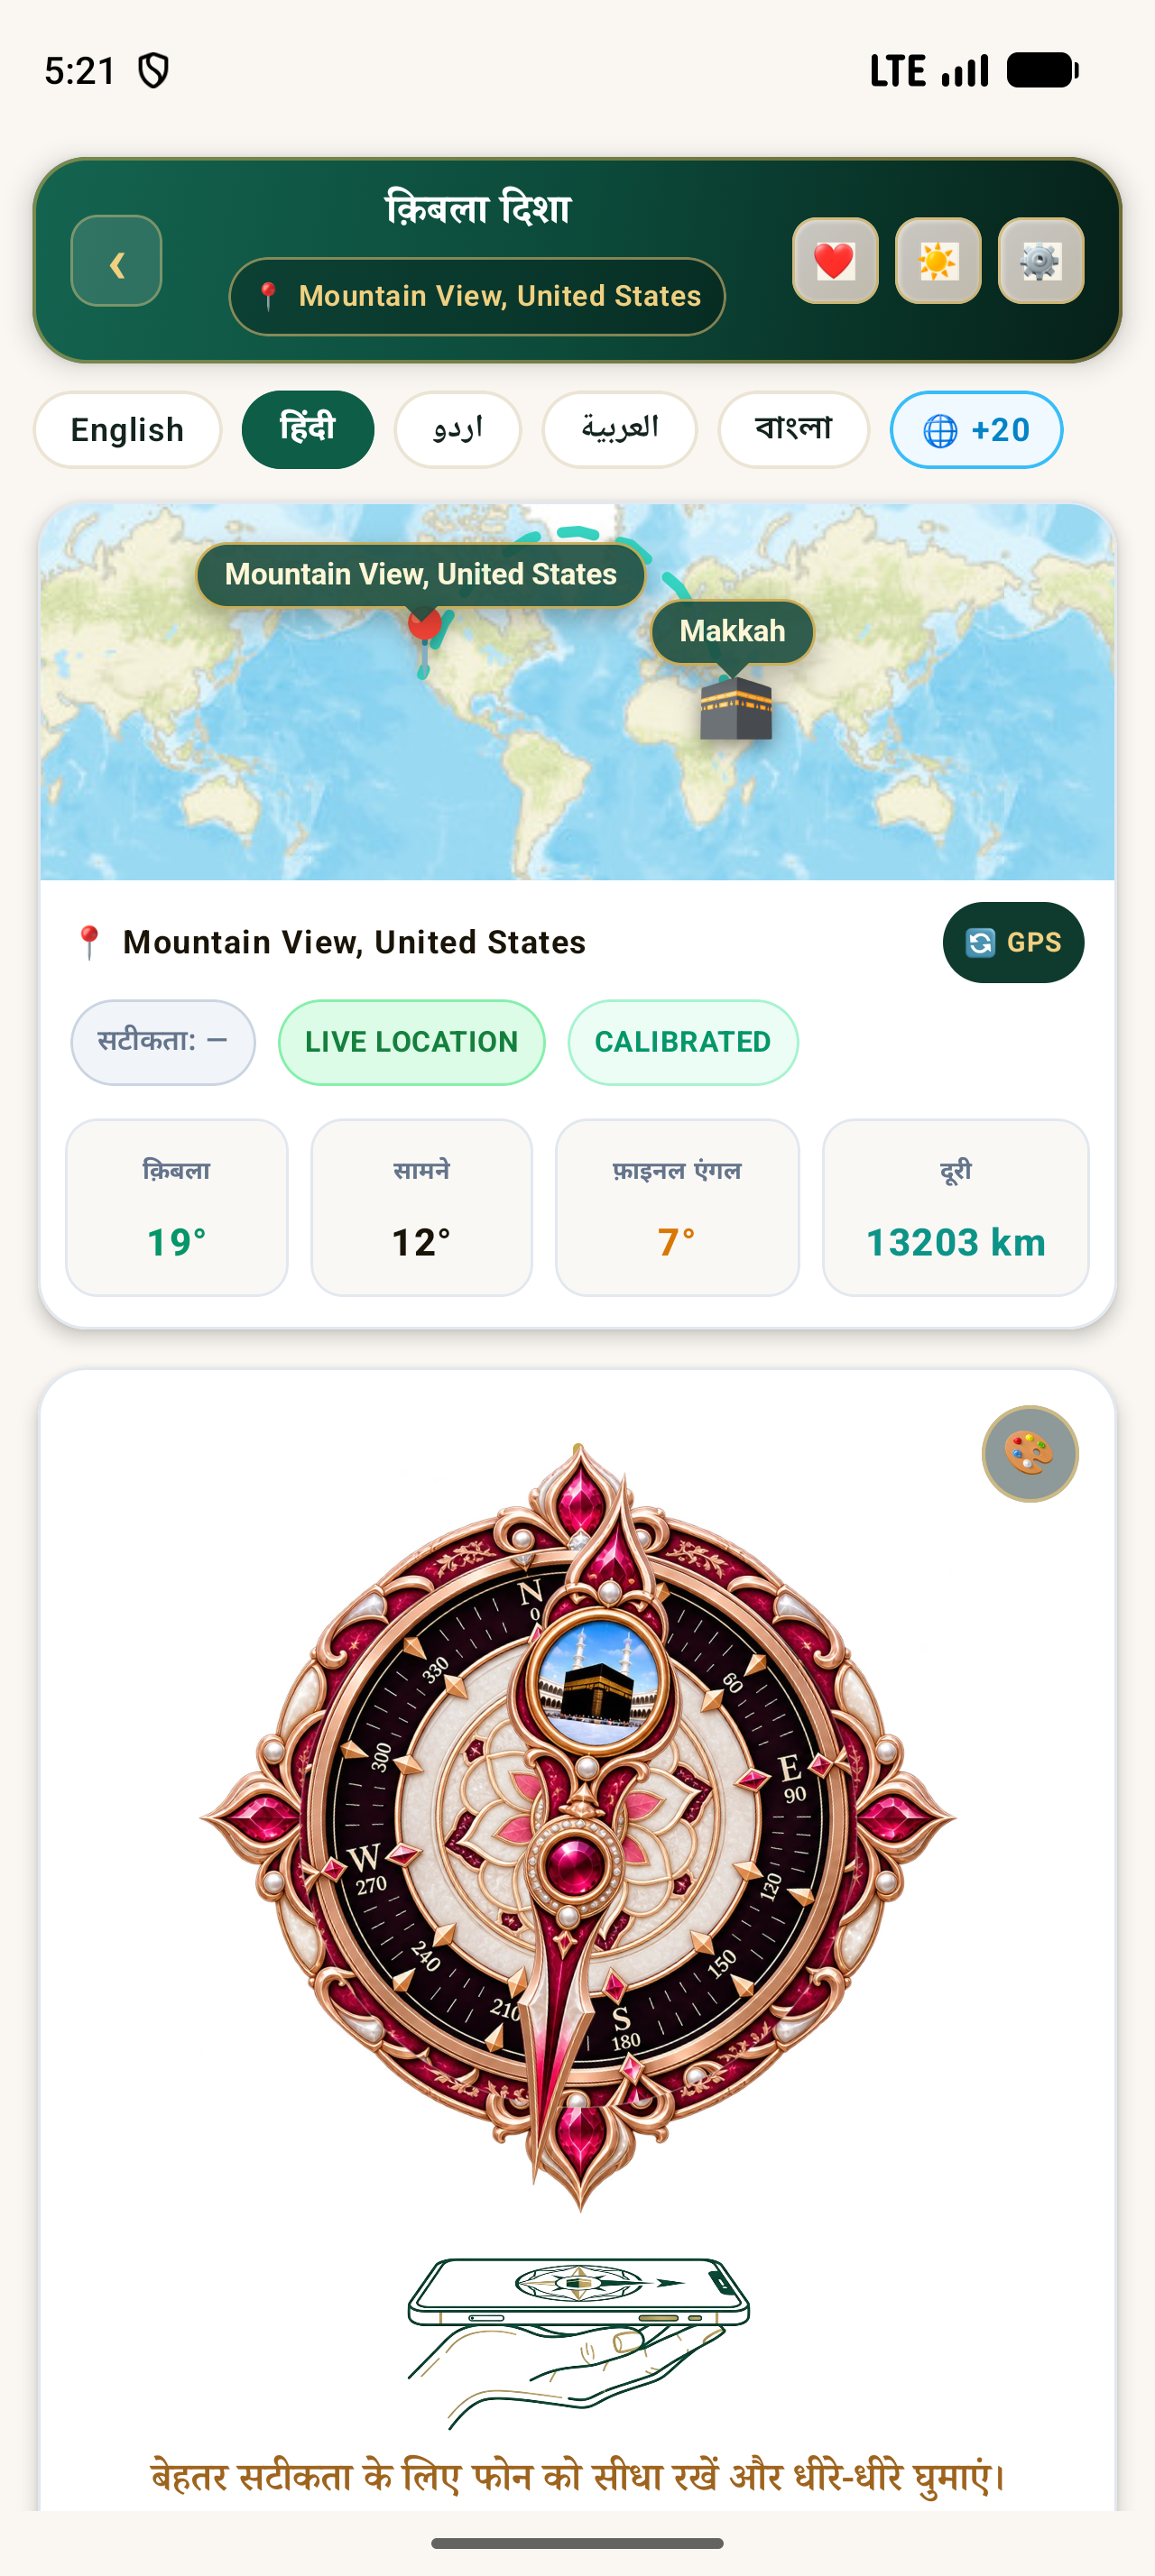 5:21
LTE
क़िबला दिशा
‹
📍 Mountain View, United States
English
हिंदी
اردو
العربية
বাংলা
+20
Mountain View, United States
Makkah
Mountain View, United States
GPS
सटीकता: —
LIVE LOCATION
CALIBRATED
क़िबला
सामने
फ़ाइनल एंगल
दूरी
19°
12°
7°
13203 km
N
0
330
60
300
E
90
W
270
120
240
150
210
S
180
बेहतर सटीकता के लिए फोन को सीधा रखें और धीरे-धीरे घुमाएं।